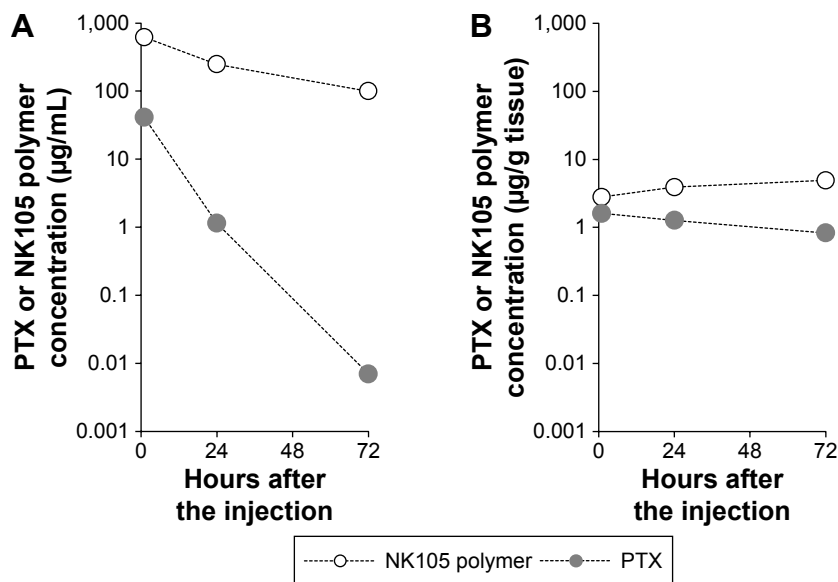 A
PTX or NK105 polymer
concentration (µg/mL)
1,000
100
10
1
0.1
0.01
0.001
0
24
48
72
Hours after
the injection
B
PTX or NK105 polymer
concentration (µg/g tissue)
1,000
100
10
1
0.1
0.01
0.001
0
24
48
72
Hours after
the injection
NK105 polymer
PTX